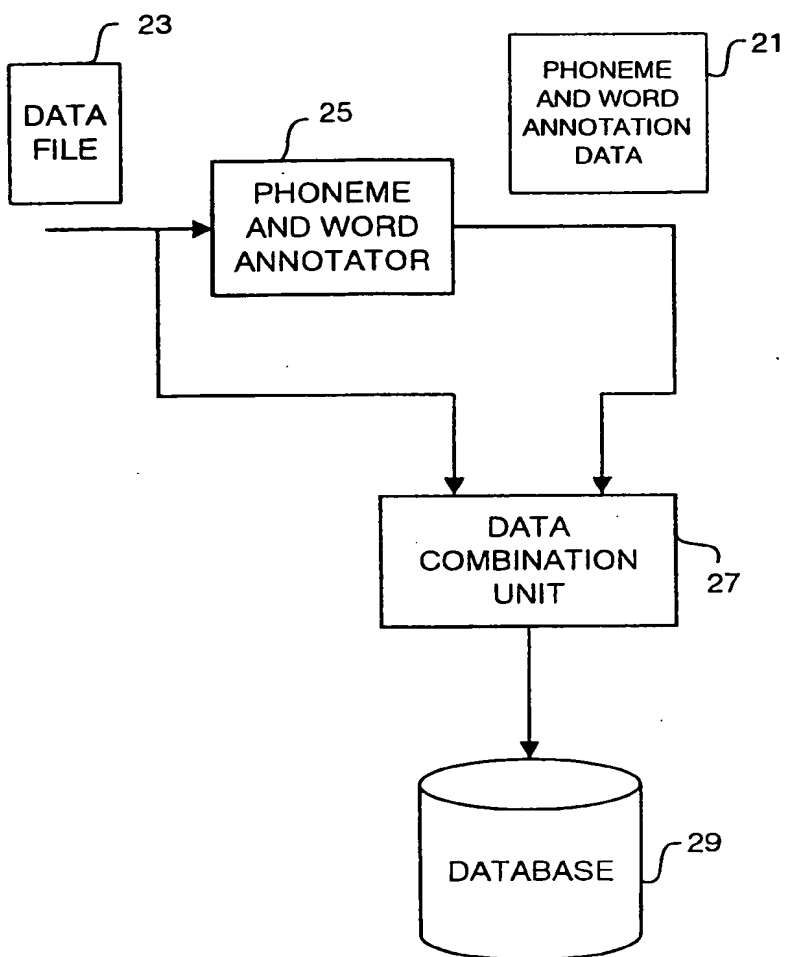 23
DATA
FILE
21
PHONEME
AND WORD
ANNOTATION
DATA
25
PHONEME
AND WORD
ANNOTATOR
DATA
COMBINATION
UNIT
27
DATABASE
29